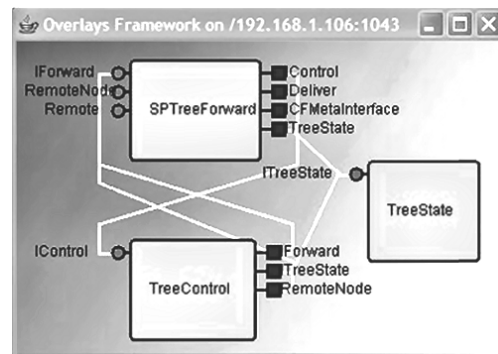 Overlays Framework on /192.168.1.106:1043
IForward
RemoteNode
Remote
SPTreeForward
Control
Deliver
CFMetaInterface
TreeState
ITreeState
TreeState
IControl
TreeControl
Forward
TreeState
RemoteNode